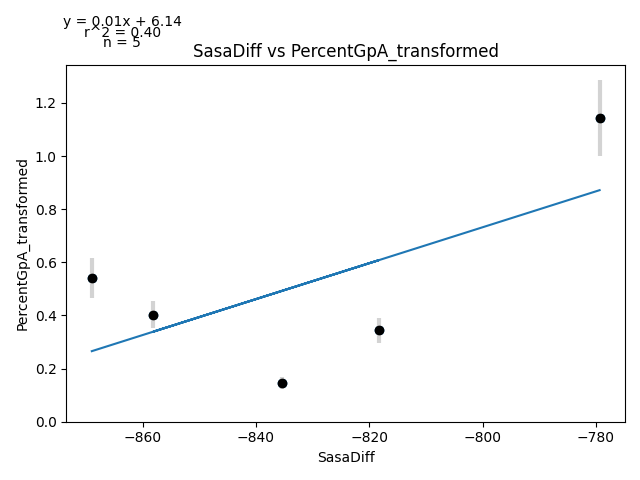 y = 0.01x + 6.14
r^2 = 0.40
n = 5
SasaDiff vs PercentGpA_transformed
PercentGpA_transformed
1.2
1.0
0.8
0.6
0.4
0.2
0.0
−860
−840
−820
−800
−780
SasaDiff